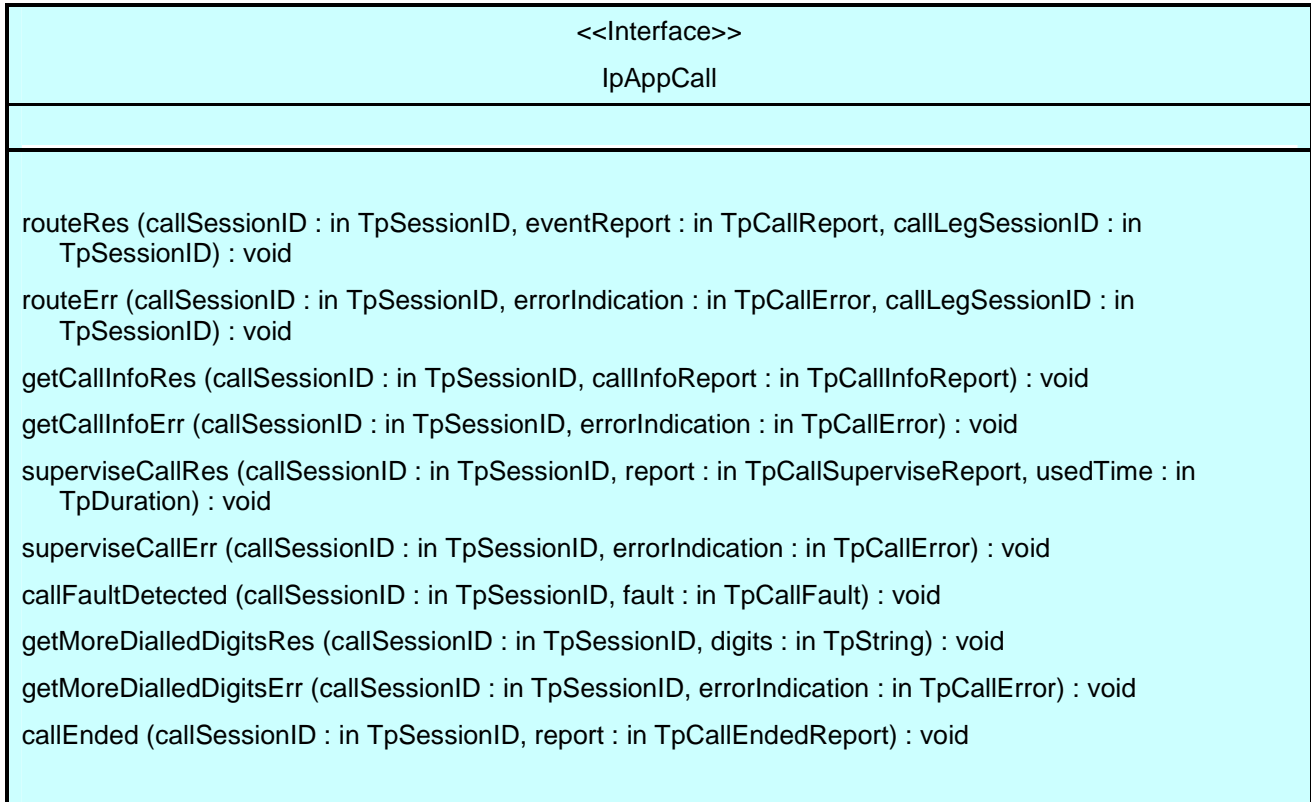 <<Interface>>
IpAppCall
routeRes (callSessionID : in TpSessionID, eventReport : in TpCallReport, callLegSessionID : in
TpSessionID) : void
routeErr (callSessionID : in TpSessionID, errorIndication : in TpCallError, callLegSessionID : in
TpSessionID) : void
getCallInfoRes (callSessionID : in TpSessionID, callInfoReport : in TpCallInfoReport) : void
getCallInfoErr (callSessionID : in TpSessionID, errorIndication : in TpCallError) : void
superviseCallRes (callSessionID : in TpSessionID, report : in TpCallSuperviseReport, usedTime : in
TpDuration) : void
superviseCallErr (callSessionID : in TpSessionID, errorIndication : in TpCallError) : void
callFaultDetected (callSessionID : in TpSessionID, fault : in TpCallFault) : void
getMoreDialledDigitsRes (callSessionID : in TpSessionID, digits : in TpString) : void
getMoreDialledDigitsErr (callSessionID : in TpSessionID, errorIndication : in TpCallError) : void
callEnded (callSessionID : in TpSessionID, report : in TpCallEndedReport) : void